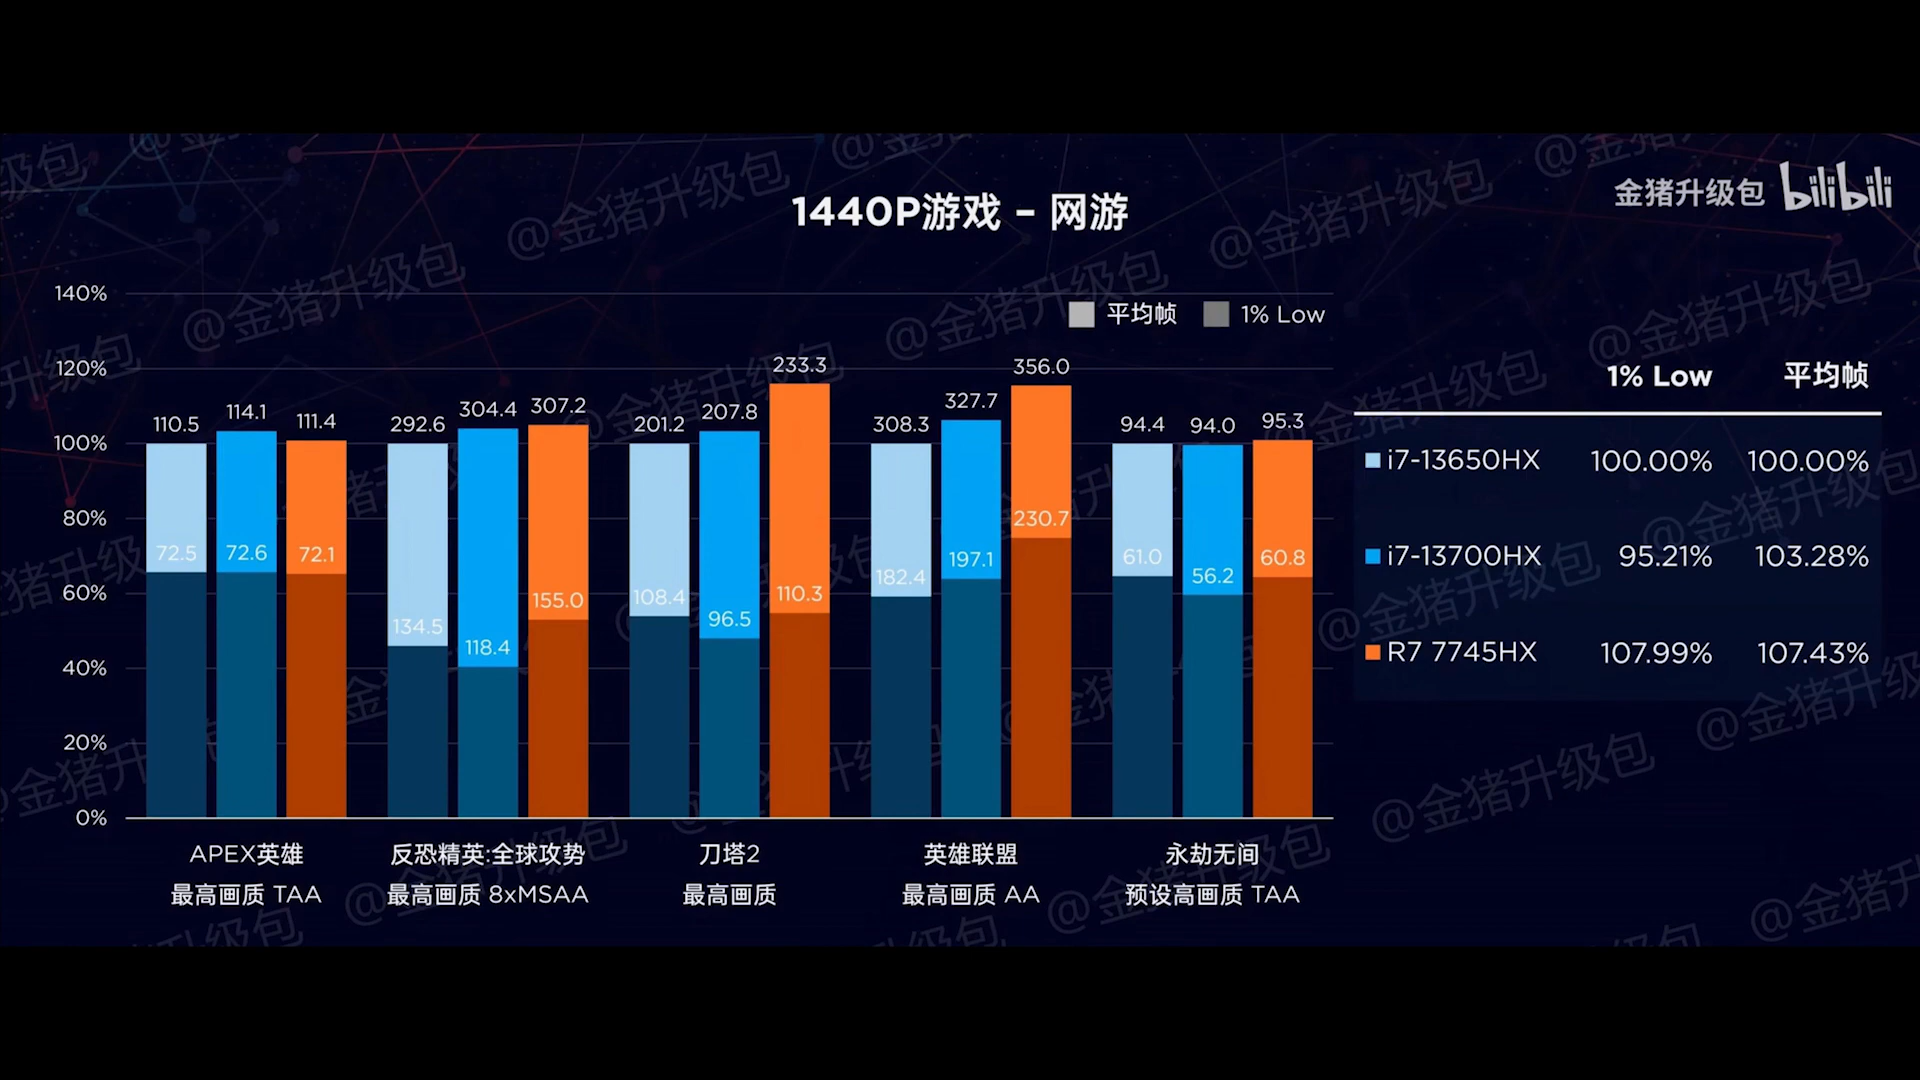 金猪升级包 bilibili
1440P游戏 – 网游
平均帧 1% Low
140%
120%
100%
80%
60%
40%
20%
0%
110.5 114.1 111.4
72.5 72.6 72.1
292.6 304.4 307.2
134.5 118.4 155.0
201.2 207.8 233.3
108.4 96.5 110.3
308.3 327.7 356.0
182.4 197.1 230.7
94.4 94.0 95.3
61.0 56.2 60.8
APEX英雄
最高画质 TAA
反恐精英:全球攻势
最高画质 8xMSAA
刀塔2
最高画质
英雄联盟
最高画质 AA
永劫无间
预设高画质 TAA
1% Low 平均帧
i7-13650HX 100.00% 100.00%
i7-13700HX 95.21% 103.28%
R7 7745HX 107.99% 107.43%
@金猪升级包